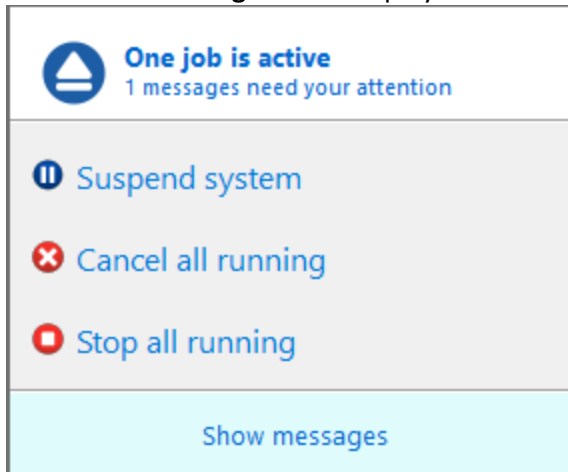 One job is active
1 messages need your attention
Suspend system
Cancel all running
Stop all running
Show messages